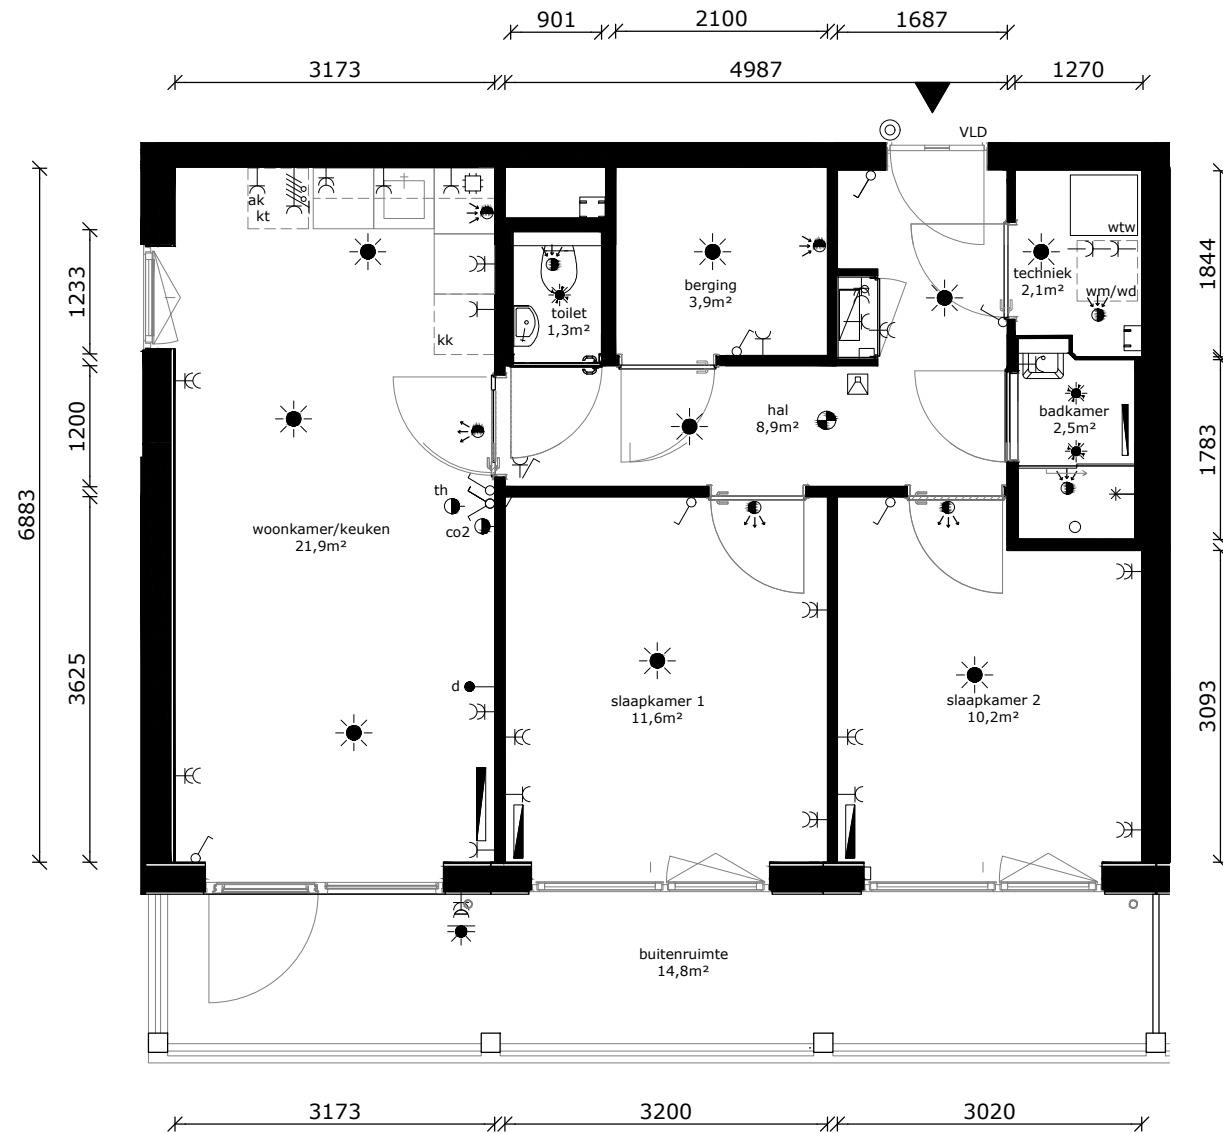 901
2100
1687
3173
4987
1270
VLD
ak
kt
wtw
techniek
2,1m²
wm/wd
berging
3,9m²
toilet
1,3m²
kk
1233
1844
hal
8,9m²
badkamer
2,5m²
1200
1783
6883
th
co2
woonkamer/keuken
21,9m²
3625
d
slaapkamer 1
11,6m²
slaapkamer 2
10,2m²
3093
buitenruimte
14,8m²
3173
3200
3020